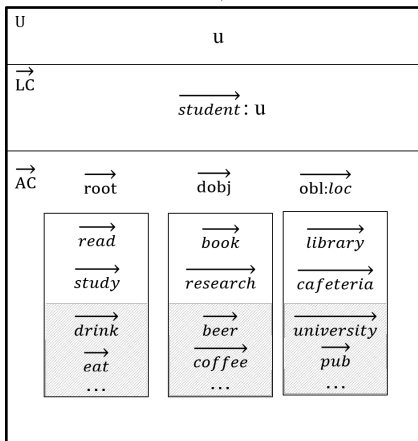 U
u
LC
student: u
AC root dobj obl:loc
read book library
study research cafeteria
drink beer university
eat coffee pub
... ... ...